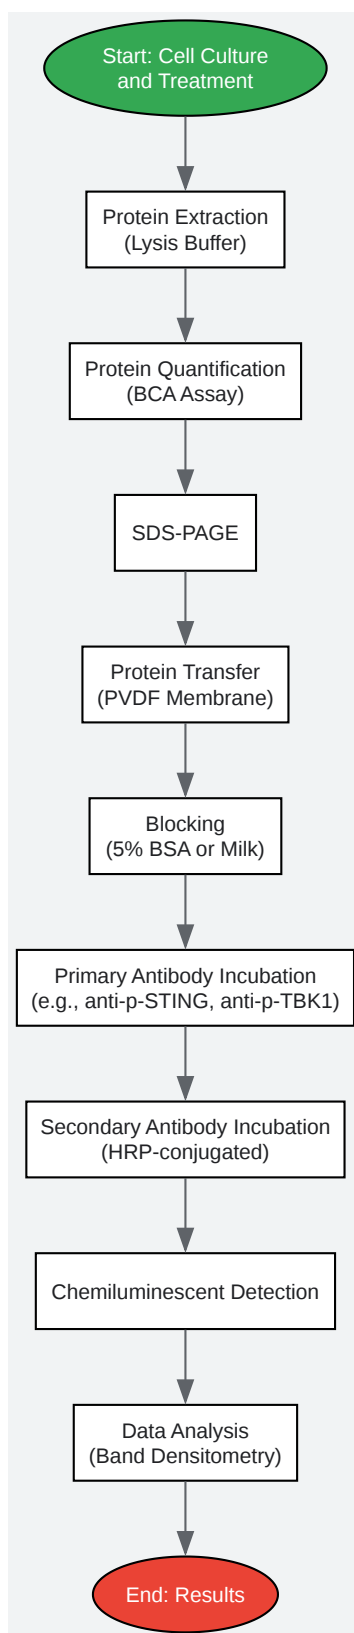 Start: Cell Culture
and Treatment
Protein Extraction
(Lysis Buffer)
Protein Quantification
(BCA Assay)
SDS-PAGE
Protein Transfer
(PVDF Membrane)
Blocking
(5% BSA or Milk)
Primary Antibody Incubation
(e.g., anti-p-STING, anti-p-TBK1)
Secondary Antibody Incubation
(HRP-conjugated)
Chemiluminescent Detection
Data Analysis
(Band Densitometry)
End: Results